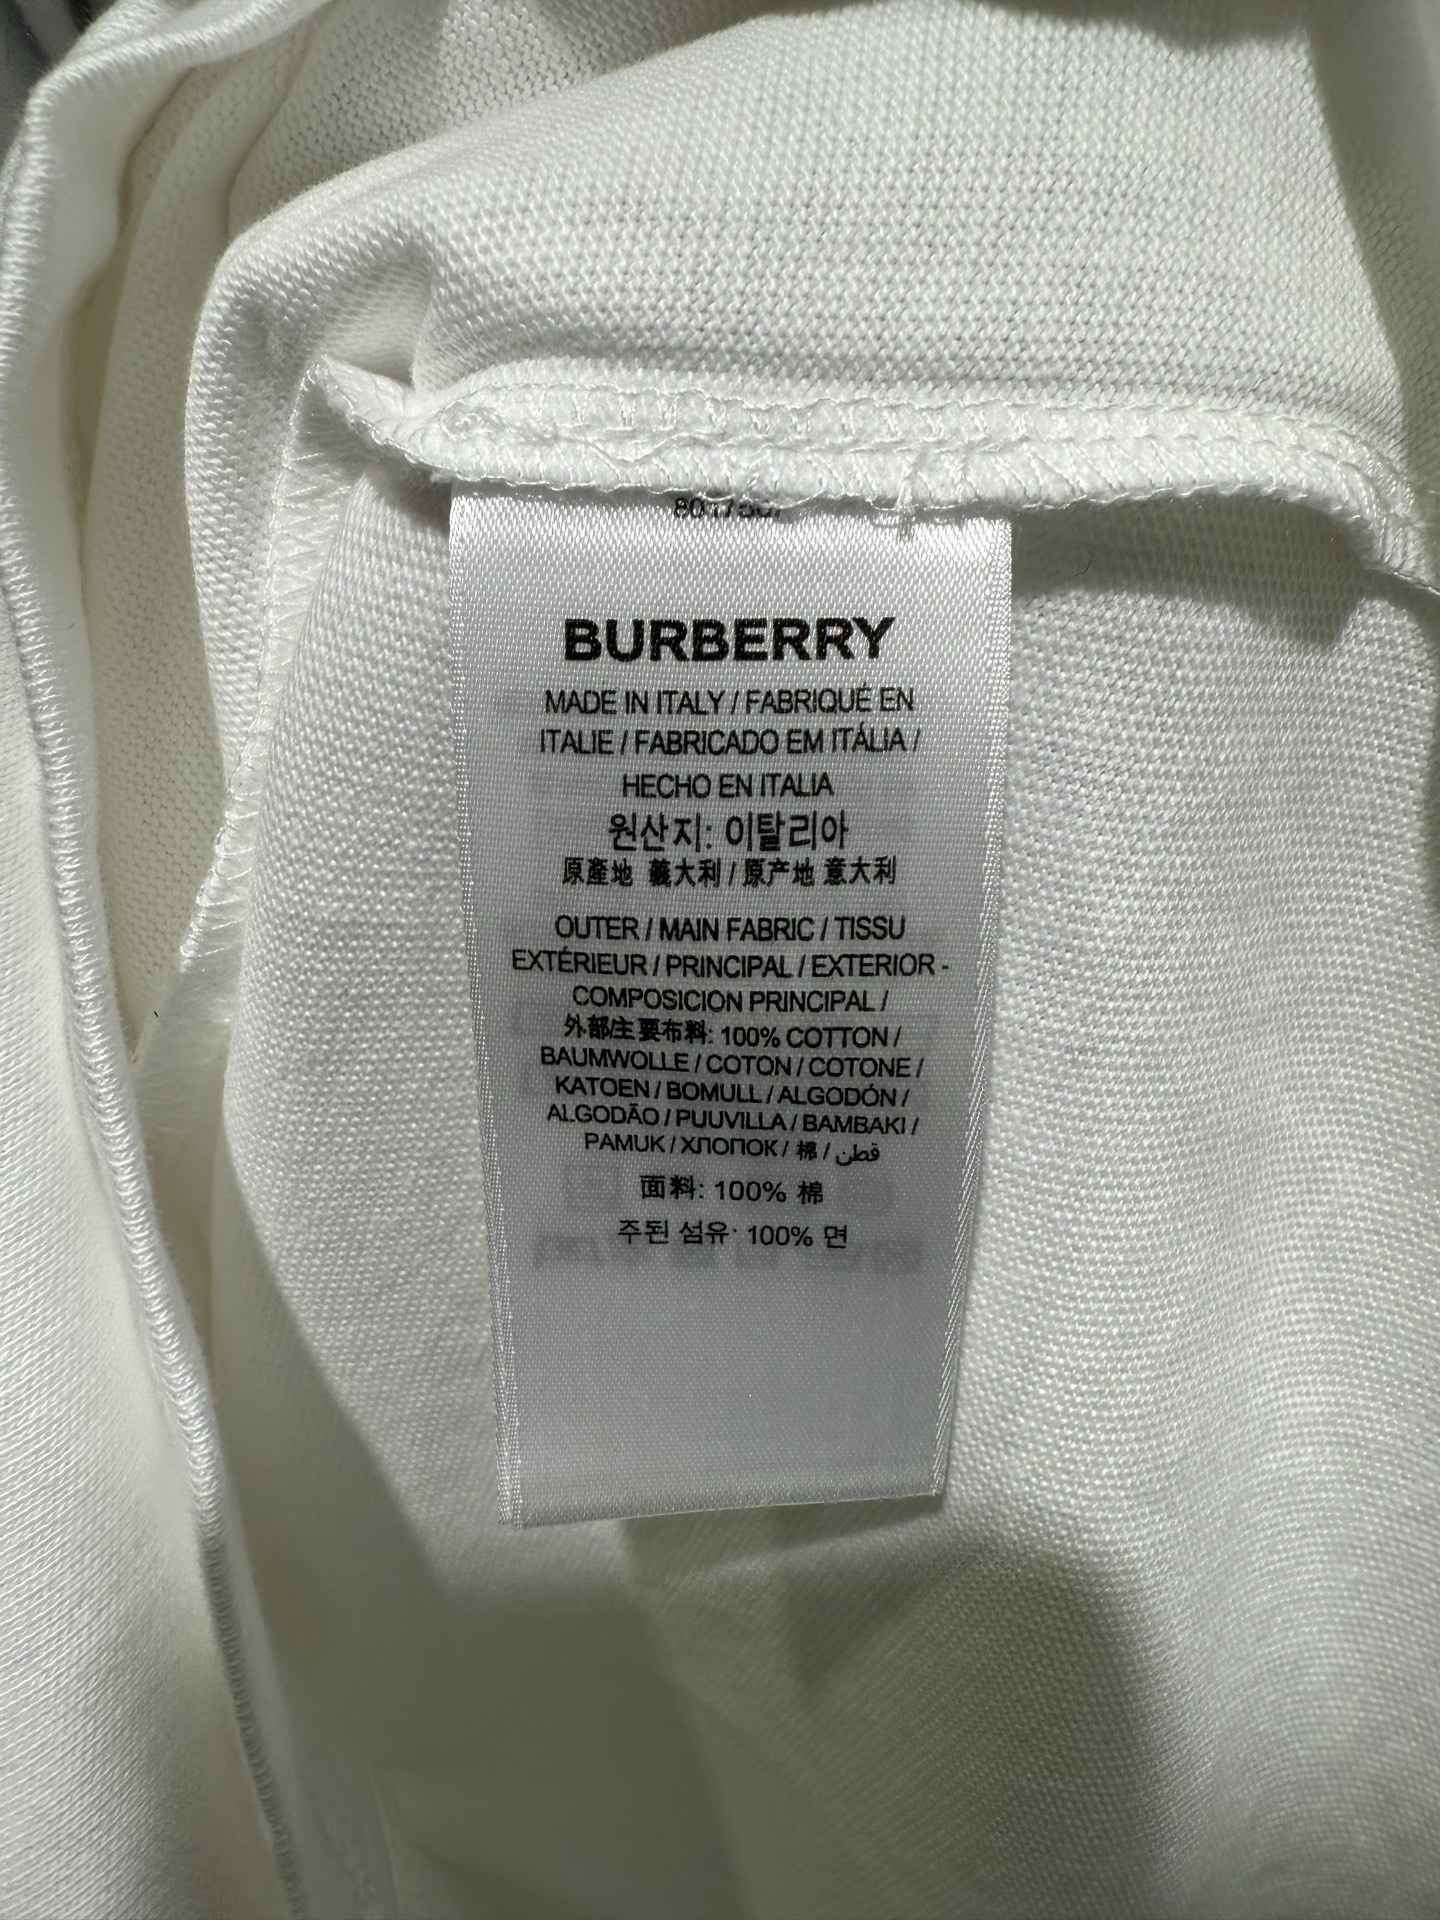 BURBERRY
MADE IN ITALY / FABRIQUÉ EN
ITALIE / FABRICADO EM ITÁLIA /
HECHO EN ITALIA
원산지: 이탈리아
原產地 義大利 / 原产地 意大利
OUTER / MAIN FABRIC / TISSU
EXTÉRIEUR / PRINCIPAL / EXTERIOR -
COMPOSICION PRINCIPAL /
外部/主要布料: 100% COTTON /
BAUMWOLLE / COTON / COTONE /
KATOEN / BOMULL / ALGODÓN /
ALGODÃO / PUUVILLA / BAMBAKI /
PAMUK / ХЛОПОК / 棉 / قطن
面料: 100% 棉
주된 섬유: 100% 면